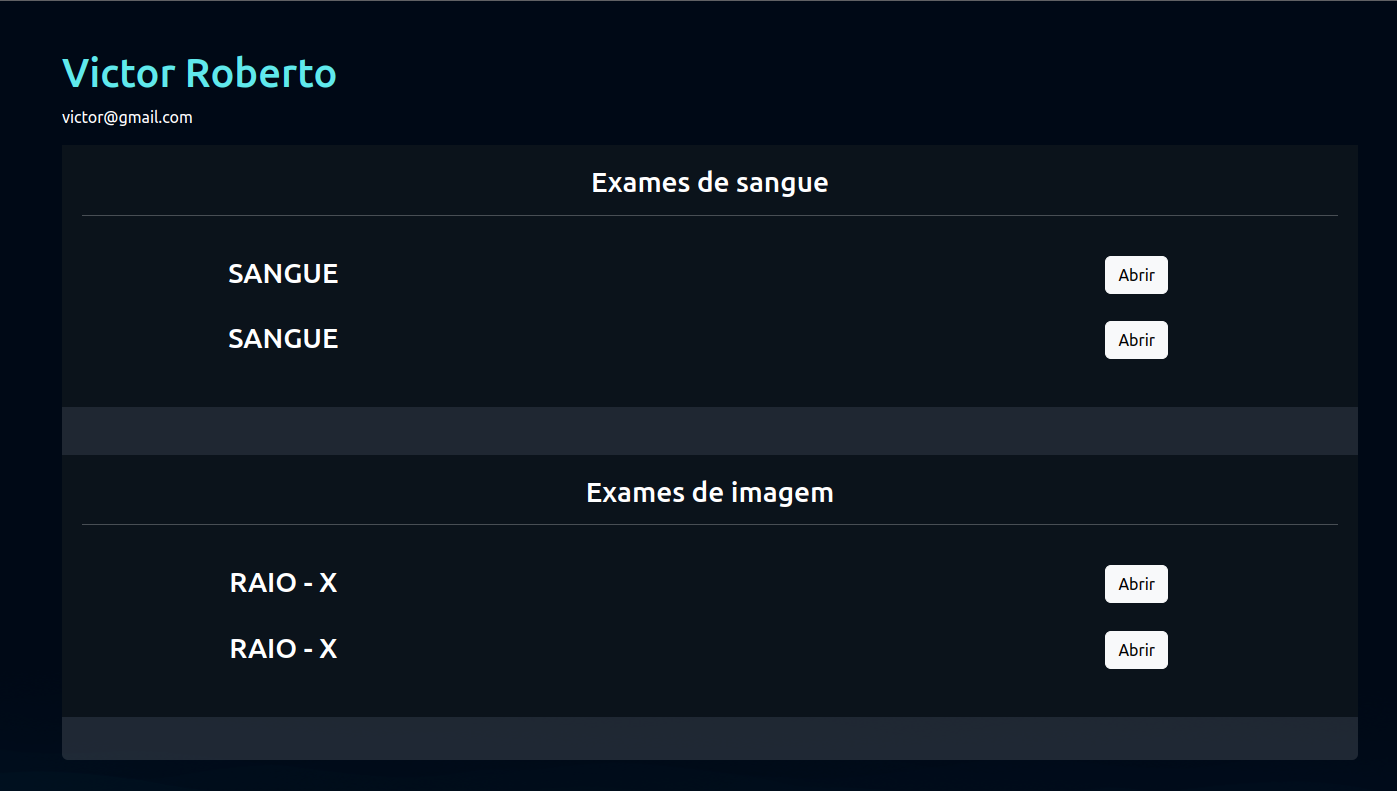 Victor Roberto
victor@gmail.com
Exames de sangue
SANGUE Abrir
SANGUE Abrir
Exames de imagem
RAIO - X Abrir
RAIO - X Abrir